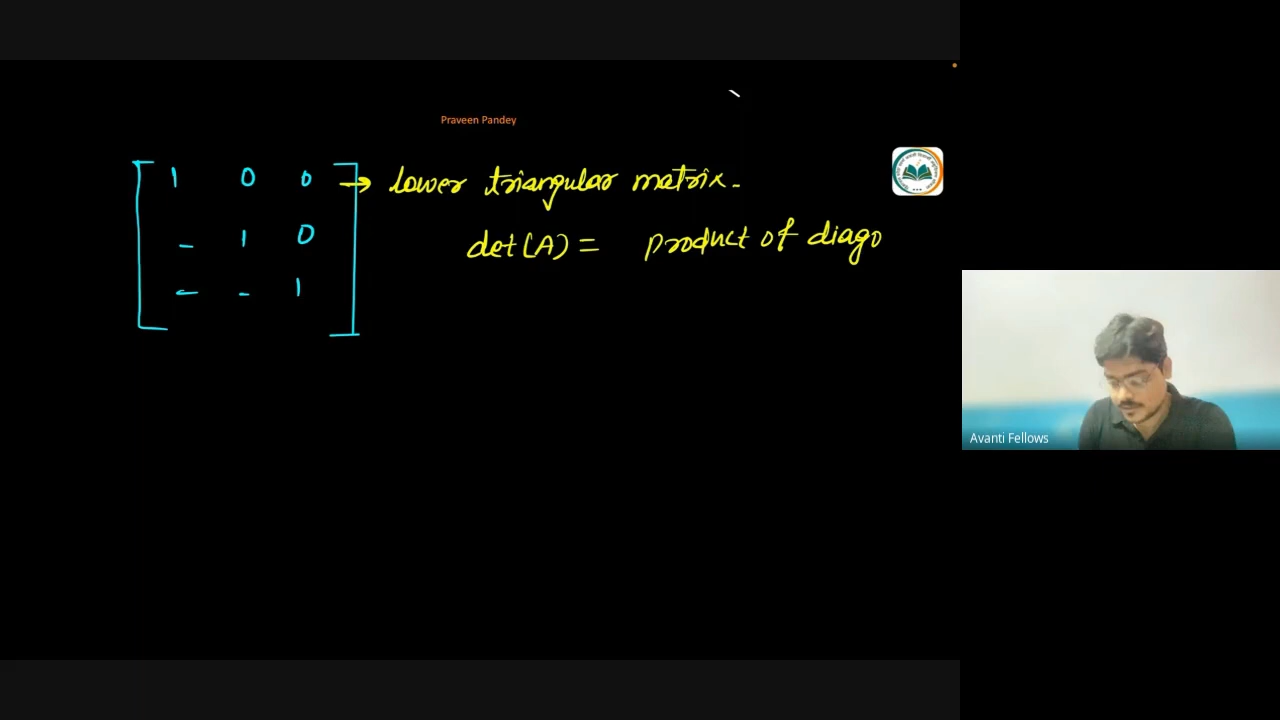 Praveen Pandey
1 0 0 → lower triangular matrix.
- 1 0 det(A) = product of diago
- - 1
Avanti Fellows